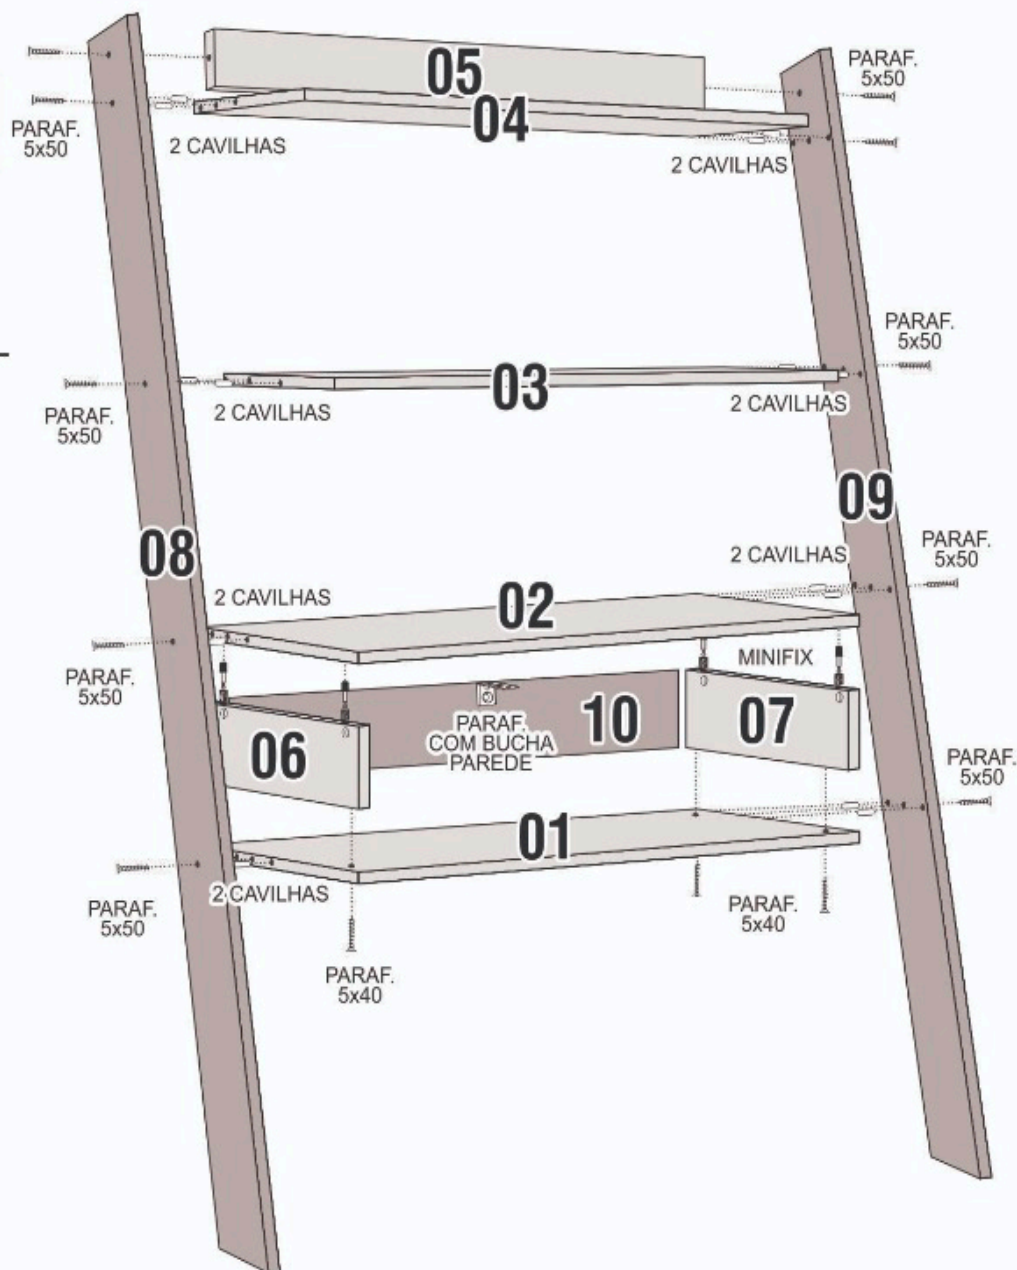 05
PARAF.
5x50
04
PARAF.
5x50
2 CAVILHAS
2 CAVILHAS
PARAF.
5x50
03
PARAF.
5x50
2 CAVILHAS
2 CAVILHAS
09
08
PARAF.
5x50
2 CAVILHAS
2 CAVILHAS
02
MINIFIX
PARAF.
5x50
10
07
PARAF.
COM BUCHA
PAREDE
06
PARAF.
5x50
01
2 CAVILHAS
PARAF.
5x50
PARAF.
5x40
PARAF.
5x40